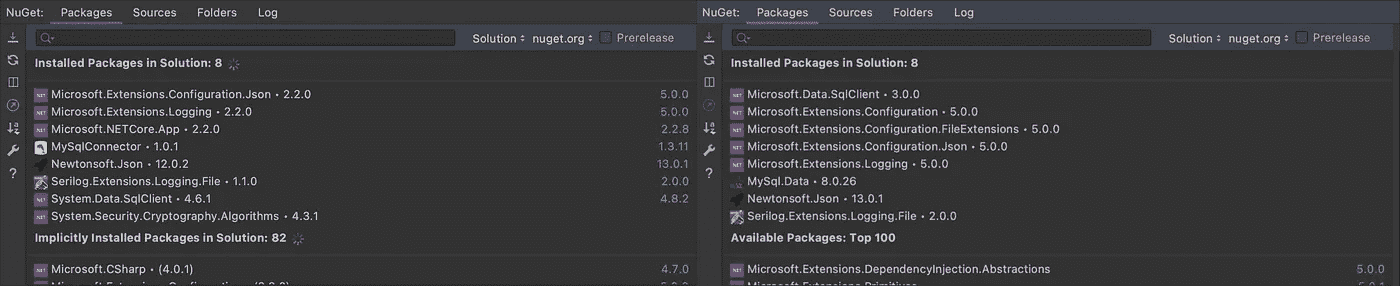 NuGet: Packages Sources Folders Log
Solution nuget.org Prerelease
Installed Packages in Solution: 8
Microsoft.Extensions.Configuration.Json • 2.2.0 5.0.0
Microsoft.Extensions.Logging • 2.2.0 5.0.0
Microsoft.NETCore.App • 2.2.0 2.2.8
MySqlConnector • 1.0.1 1.3.11
Newtonsoft.Json • 12.0.2 13.0.1
Serilog.Extensions.Logging.File • 1.1.0 2.0.0
System.Data.SqlClient • 4.6.1 4.8.2
System.Security.Cryptography.Algorithms • 4.3.1
Implicitly Installed Packages in Solution: 82
Microsoft.CSharp • (4.0.1) 4.7.0
NuGet: Packages Sources Folders Log
Solution nuget.org Prerelease
Installed Packages in Solution: 8
Microsoft.Data.SqlClient • 3.0.0
Microsoft.Extensions.Configuration • 5.0.0
Microsoft.Extensions.Configuration.FileExtensions • 5.0.0
Microsoft.Extensions.Configuration.Json • 5.0.0
Microsoft.Extensions.Logging • 5.0.0
MySql.Data • 8.0.26
Newtonsoft.Json • 13.0.1
Serilog.Extensions.Logging.File • 2.0.0
Available Packages: Top 100
Microsoft.Extensions.DependencyInjection.Abstractions 5.0.0